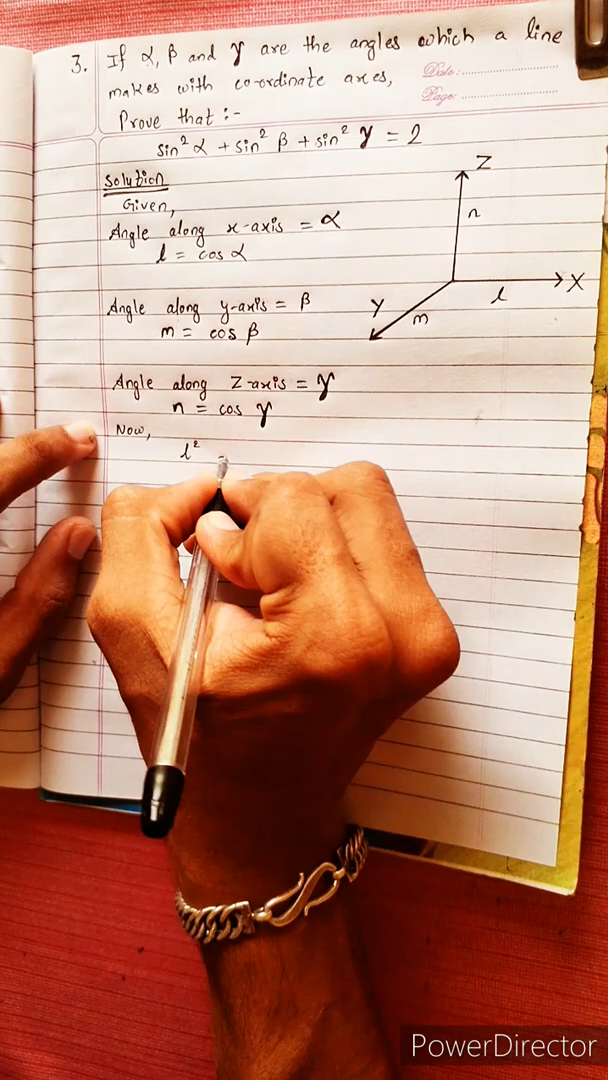 3. If α, β and γ are the angles which a line
makes with co-ordinate axes,
Date:
Page:
Prove that :-
sin² α + sin² β + sin² γ = 2
Solution
Given,
Angle along x-axis = α
l = cos α
Angle along y-axis = β
m = cos β
Angle along Z-axis = γ
n = cos γ
Now,
l²
Z
n
X
l
Y
m
PowerDirector